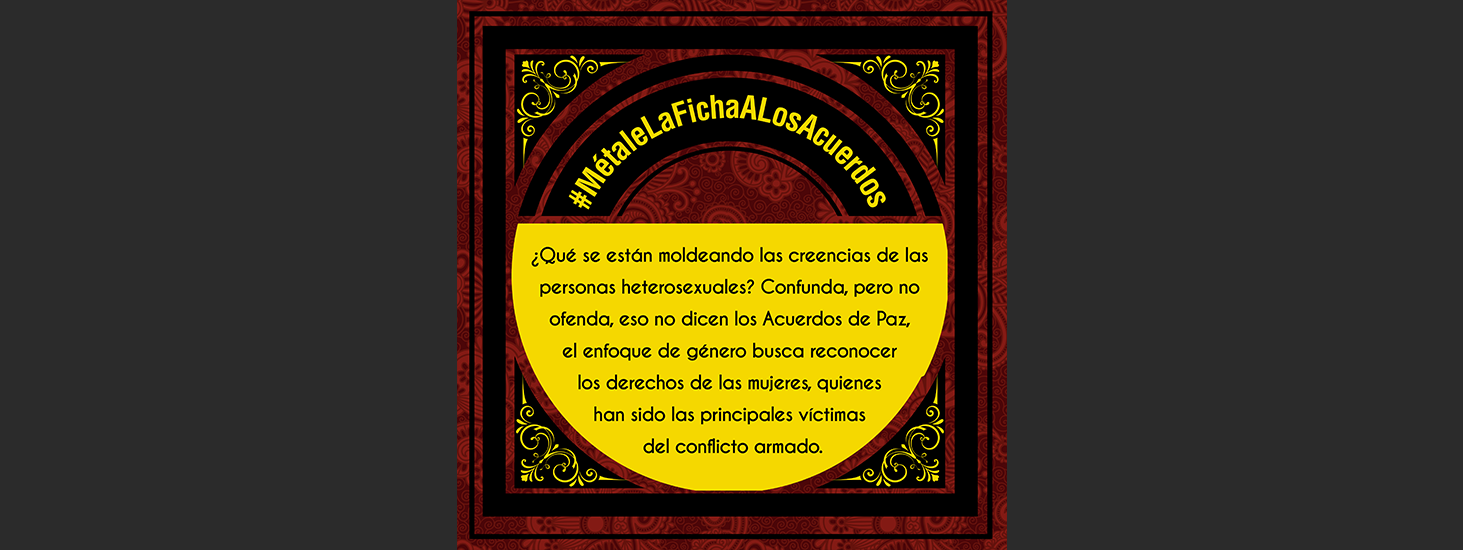 #MétaleLaFichaALosAcuerdos
¿Qué se están moldeando las creencias de las
personas heterosexuales? Confunda, pero no
ofenda, eso no dicen los Acuerdos de Paz,
el enfoque de género busca reconocer
los derechos de las mujeres, quienes
han sido las principales víctimas
del conflicto armado.